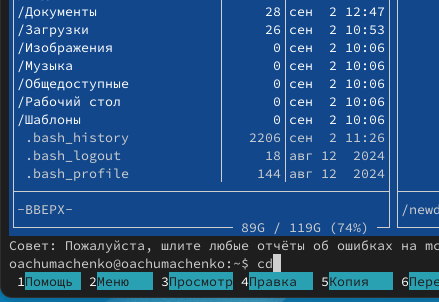 /Документы 28 сен 2 12:47
/Загрузки 26 сен 2 10:53
/Изображения 0 сен 2 10:06
/Музыка 0 сен 2 10:06
/Общедоступные 0 сен 2 10:06
/Рабочий стол 0 сен 2 10:06
/Шаблоны 0 сен 2 10:06
.bash_history 2206 сен 2 11:26
.bash_logout 18 авг 12 2024
.bash_profile 144 авг 12 2024
-ВВЕРХ- /newd
89G / 119G (74%)
Совет: Пожалуйста, шлите любые отчёты об ошибках на mc
oachumachenko@oachumachenko:~$ cd
1Помощь 2Меню 3Просмотр 4Правка 5Копия 6Пере